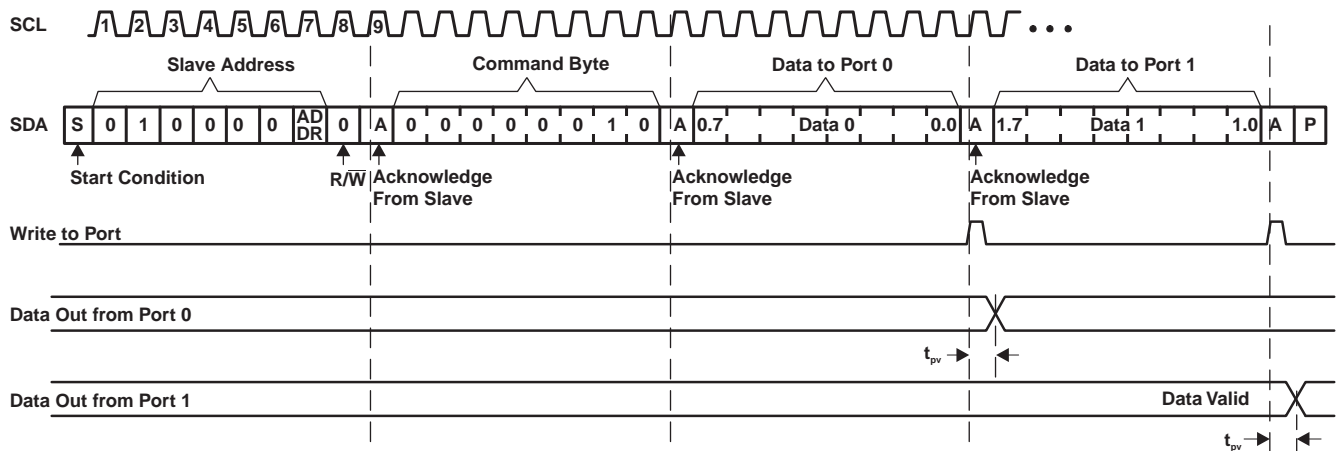 SCL 1 2 3 4 5 6 7 8 9
Slave Address Command Byte Data to Port 0 Data to Port 1
SDA S 0 1 0 0 0 0 AD DR 0 A 0 0 0 0 0 0 1 0 A 0.7 Data 0 0.0 A 1.7 Data 1 1.0 A P
Start Condition R/W Acknowledge From Slave Acknowledge From Slave Acknowledge From Slave
Write to Port
Data Out from Port 0
tpv
Data Out from Port 1 Data Valid
tpv